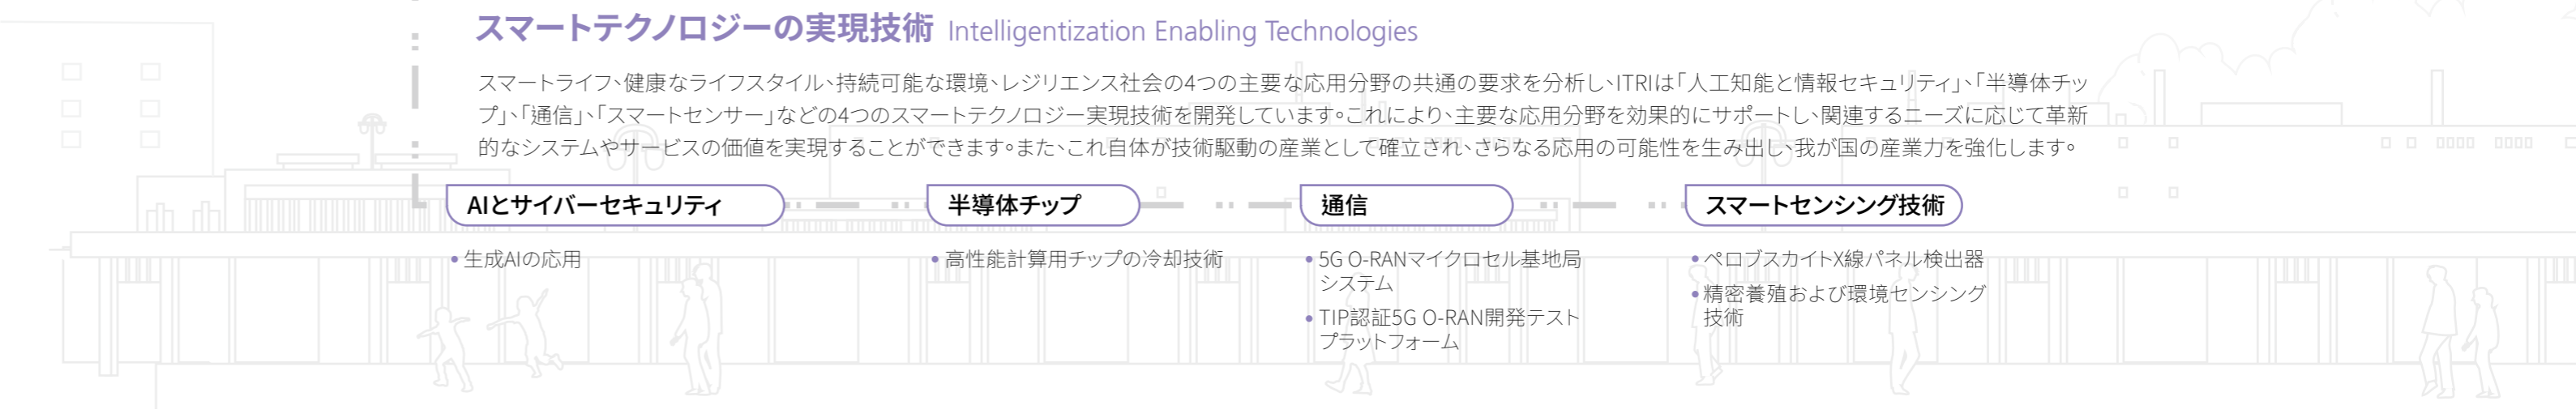 スマートテクノロジーの実現技術 Intelligentization Enabling Technologies
スマートライフ、健康なライフスタイル、持続可能な環境、レジリエンス社会の4つの主要な応用分野の共通の要求を分析し、ITRIは「人工知能と情報セキュリティ」、「半導体チッ
プ」、「通信」、「スマートセンサー」などの4つのスマートテクノロジー実現技術を開発しています。これにより、主要な応用分野を効果的にサポートし、関連するニーズに応じて革新
的なシステムやサービスの価値を実現することができます。また、これ自体が技術駆動の産業として確立され、さらなる応用の可能性を生み出し、我が国の産業力を強化します。
AIとサイバーセキュリティ
• 生成AIの応用
半導体チップ
• 高性能計算用チップの冷却技術
通信
• 5G O-RANマイクロセル基地局
システム
• TIP認証5G O-RAN開発テスト
プラットフォーム
スマートセンシング技術
• ペロブスカイトX線パネル検出器
• 精密養殖および環境センシング
技術